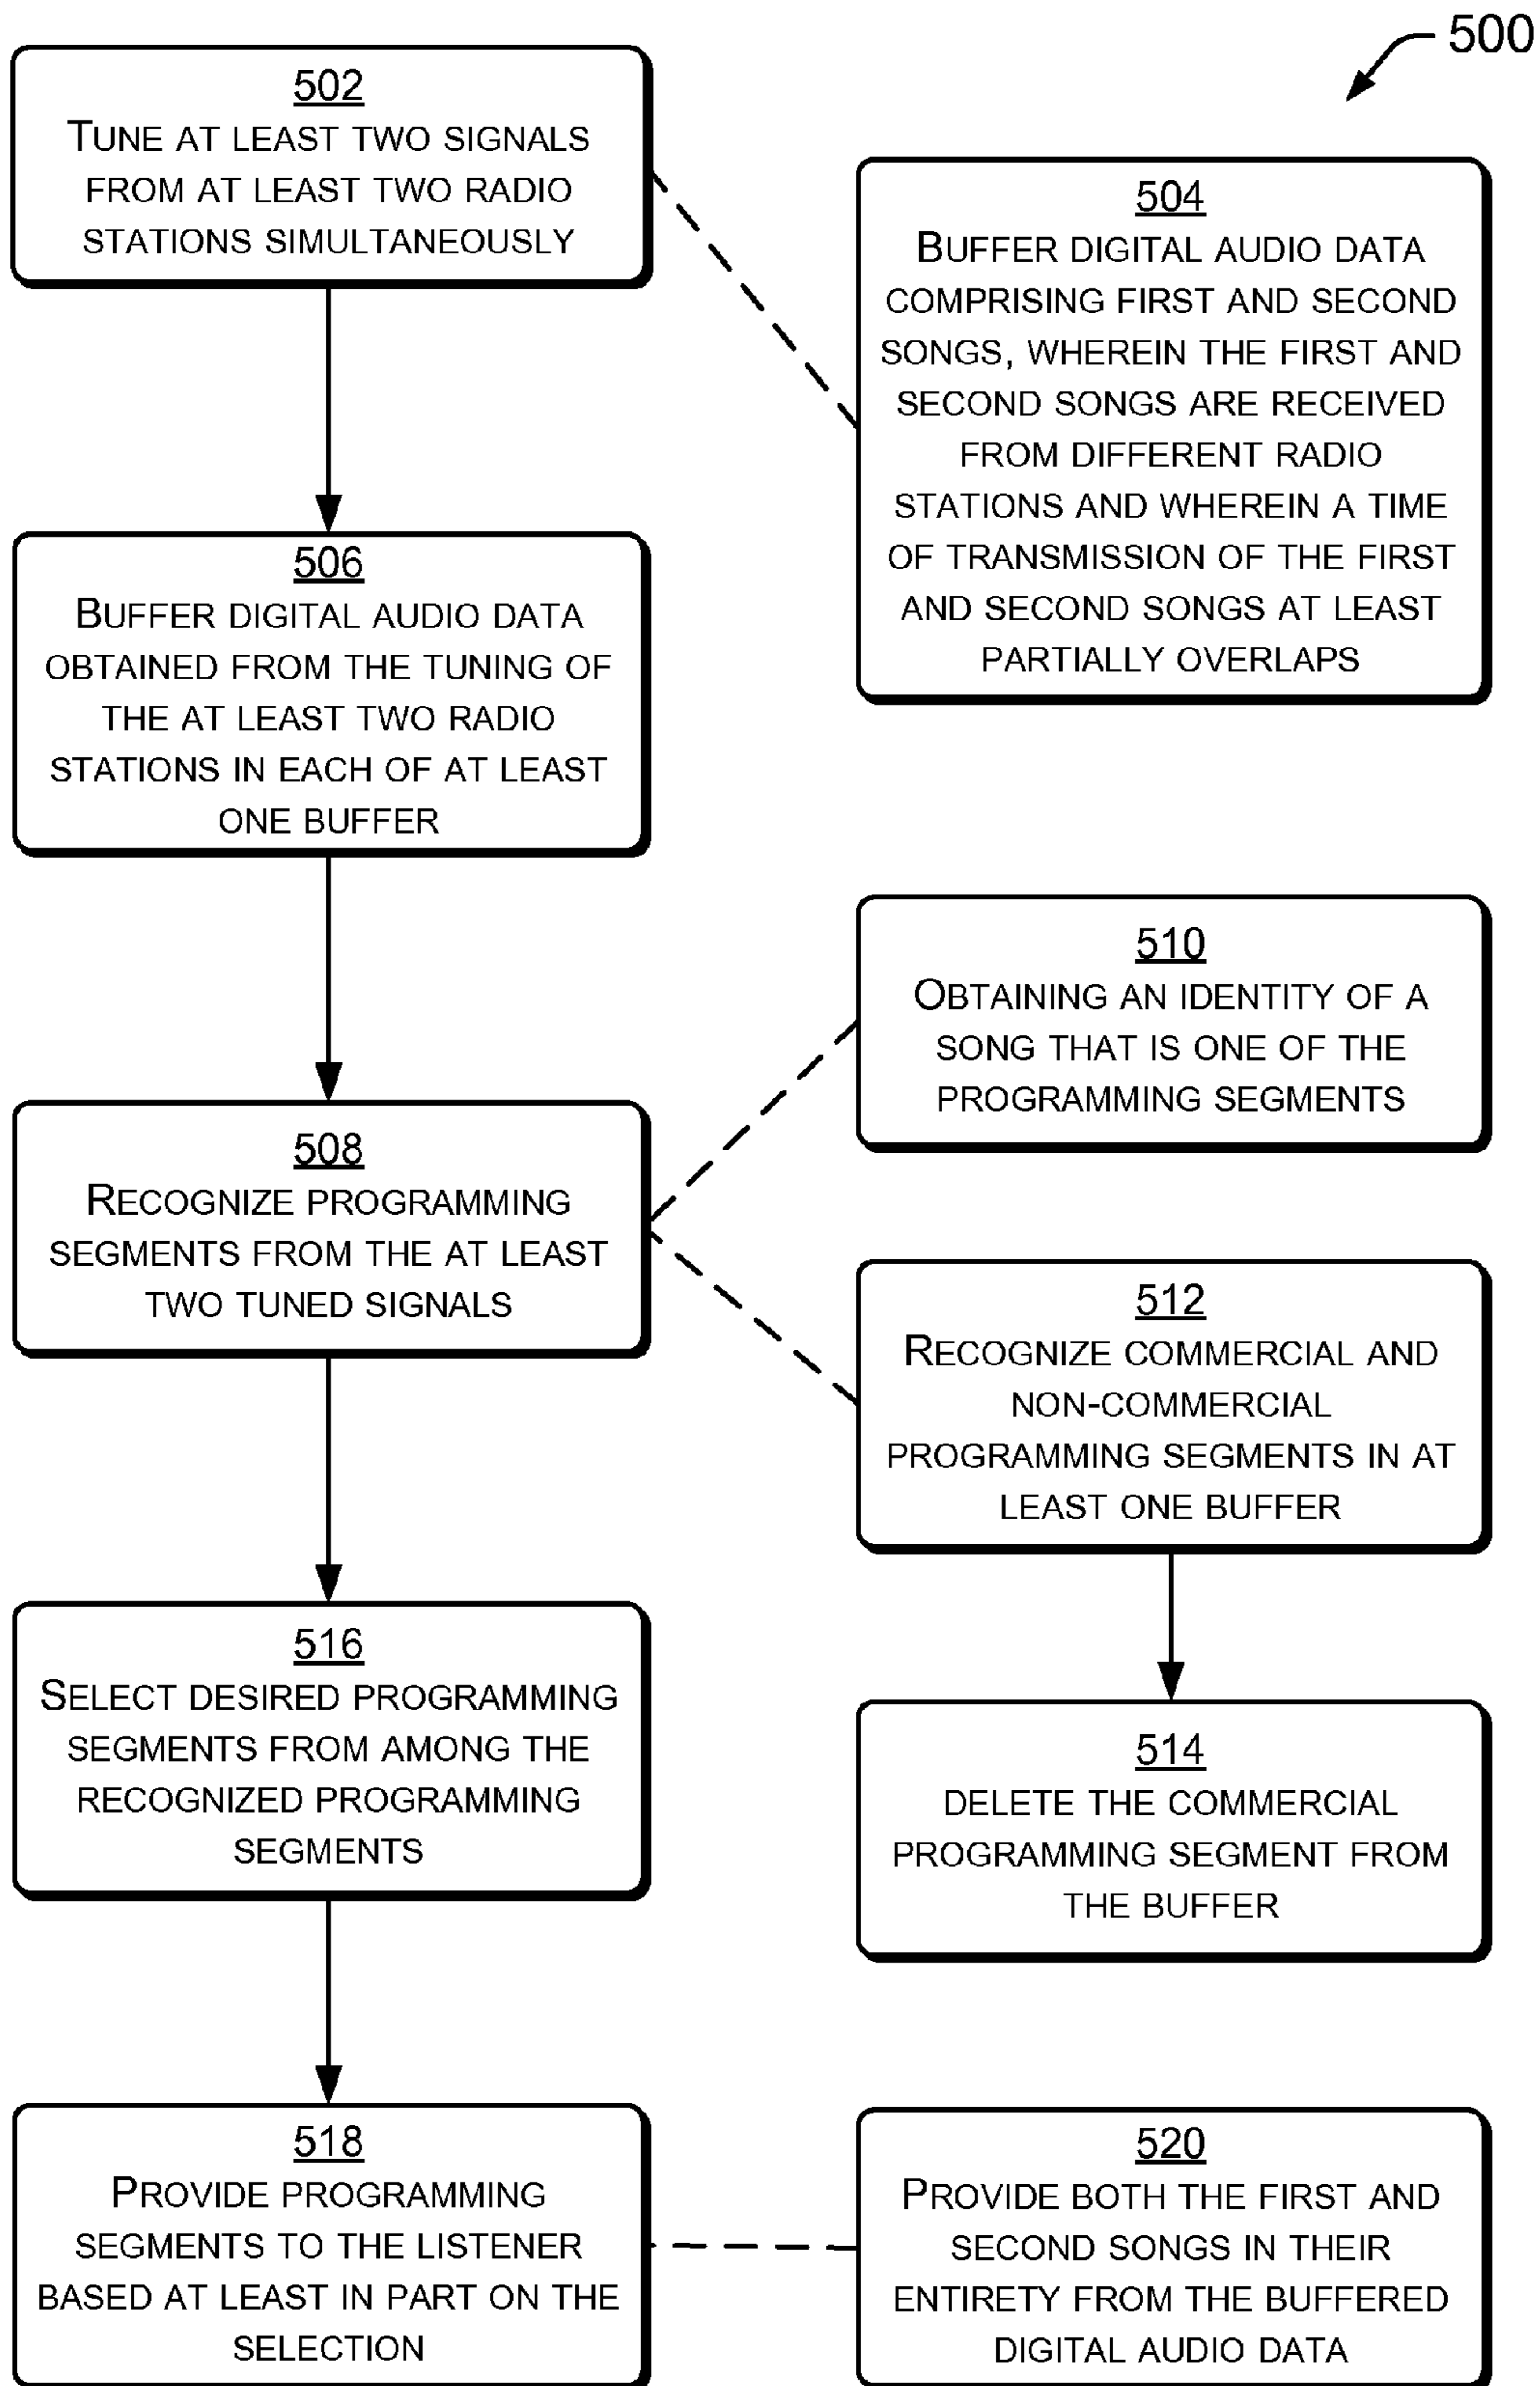 500
502
TUNE AT LEAST TWO SIGNALS
FROM AT LEAST TWO RADIO
STATIONS SIMULTANEOUSLY
504
BUFFER DIGITAL AUDIO DATA
COMPRISING FIRST AND SECOND
SONGS, WHEREIN THE FIRST AND
SECOND SONGS ARE RECEIVED
FROM DIFFERENT RADIO
STATIONS AND WHEREIN A TIME
OF TRANSMISSION OF THE FIRST
AND SECOND SONGS AT LEAST
PARTIALLY OVERLAPS
506
BUFFER DIGITAL AUDIO DATA
OBTAINED FROM THE TUNING OF
THE AT LEAST TWO RADIO
STATIONS IN EACH OF AT LEAST
ONE BUFFER
508
RECOGNIZE PROGRAMMING
SEGMENTS FROM THE AT LEAST
TWO TUNED SIGNALS
510
OBTAINING AN IDENTITY OF A
SONG THAT IS ONE OF THE
PROGRAMMING SEGMENTS
512
RECOGNIZE COMMERCIAL AND
NON-COMMERCIAL
PROGRAMMING SEGMENTS IN AT
LEAST ONE BUFFER
514
DELETE THE COMMERCIAL
PROGRAMMING SEGMENT FROM
THE BUFFER
516
SELECT DESIRED PROGRAMMING
SEGMENTS FROM AMONG THE
RECOGNIZED PROGRAMMING
SEGMENTS
518
PROVIDE PROGRAMMING
SEGMENTS TO THE LISTENER
BASED AT LEAST IN PART ON THE
SELECTION
520
PROVIDE BOTH THE FIRST AND
SECOND SONGS IN THEIR
ENTIRETY FROM THE BUFFERED
DIGITAL AUDIO DATA